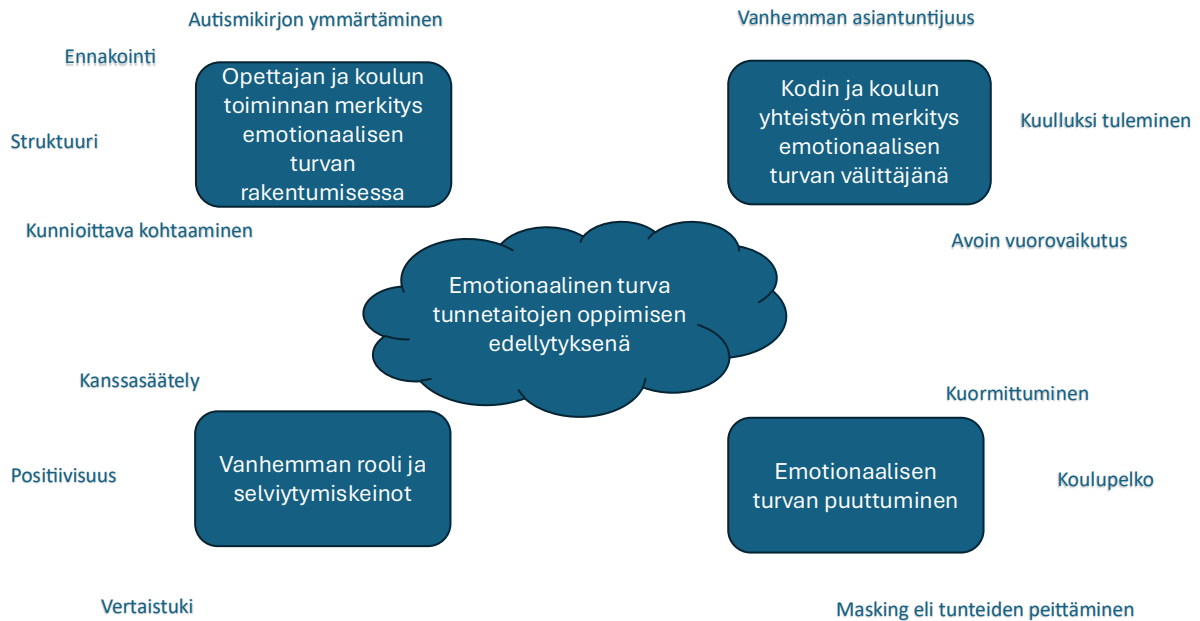 Autismikirjon ymmärtäminen
Ennakointi
Opettajan ja koulun
toiminnan merkitys
emotionaalisen
turvan
rakentumisessa
Struktuuri
Kunnioittava kohtaaminen
Vanhemman asiantuntijuus
Kodin ja koulun
yhteistyön merkitys
emotionaalisen
turvan välittäjänä
Kuulluksi tuleminen
Avoin vuorovaikutus
Emotionaalinen turva
tunnetaitojen oppimisen
edellytyksenä
Kanssasäätely
Vanhemman rooli ja
selviytymiskeinot
Positiivisuus
Vertaistuki
Kuormittuminen
Emotionaalisen
turvan puuttuminen
Koulupelko
Masking eli tunteiden peittäminen